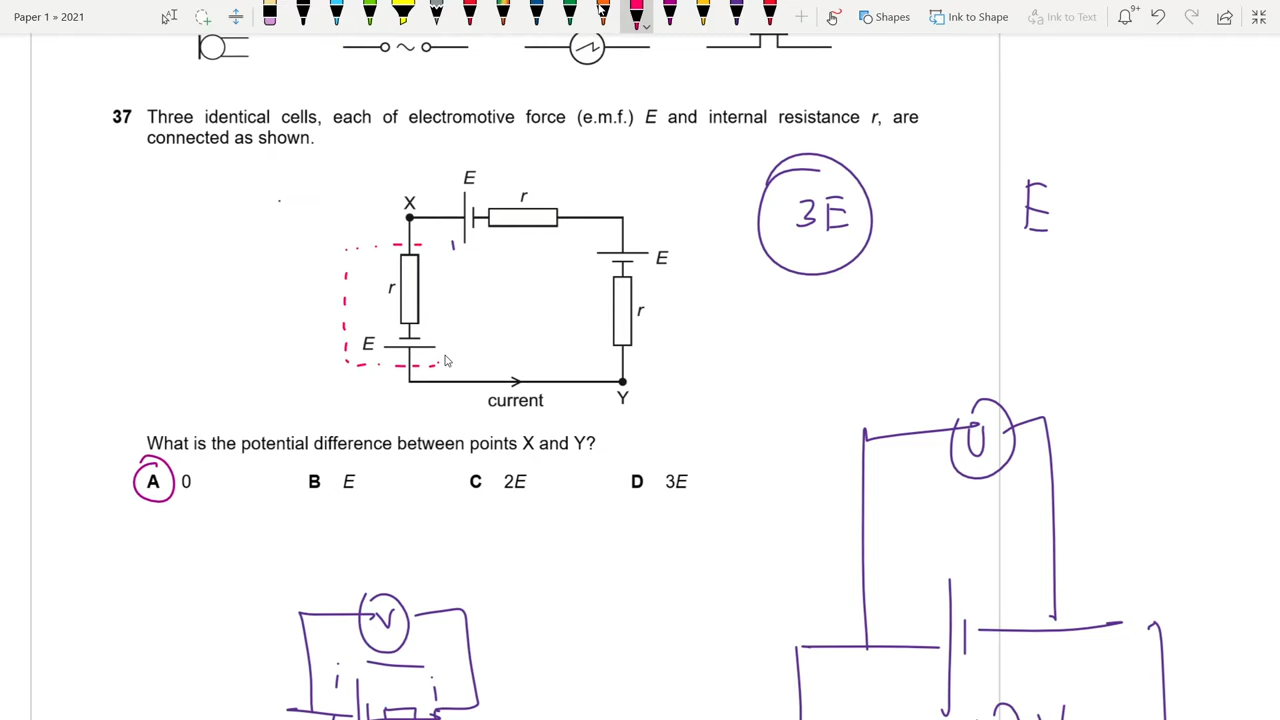 Paper 1 » 2021
Shapes
Ink to Shape
Ink to Text
9+
37 Three identical cells, each of electromotive force (e.m.f.) E and internal resistance r, are
connected as shown.
E
r
X
E
r
r
E
current
Y
3E
E
What is the potential difference between points X and Y?
A 0 B E C 2E D 3E
V